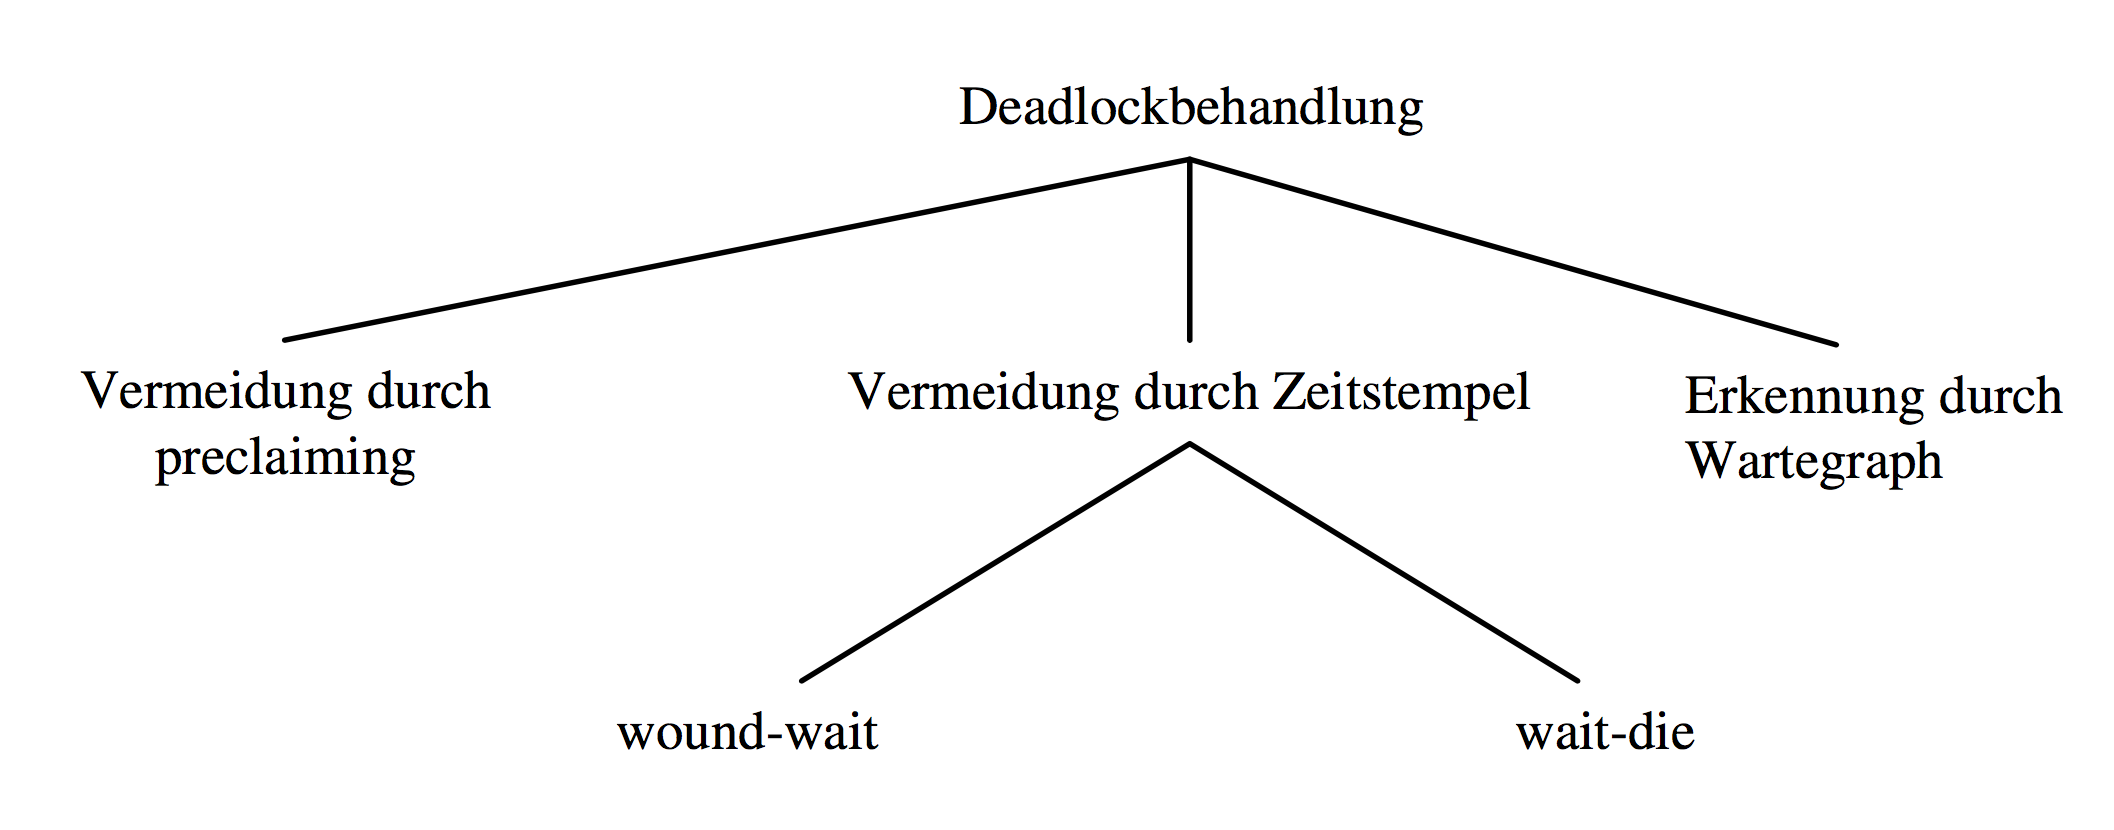 Deadlockbehandlung
Vermeidung durch
preclaiming
Vermeidung durch Zeitstempel
Erkennung durch
Wartegraph
wound-wait
wait-die